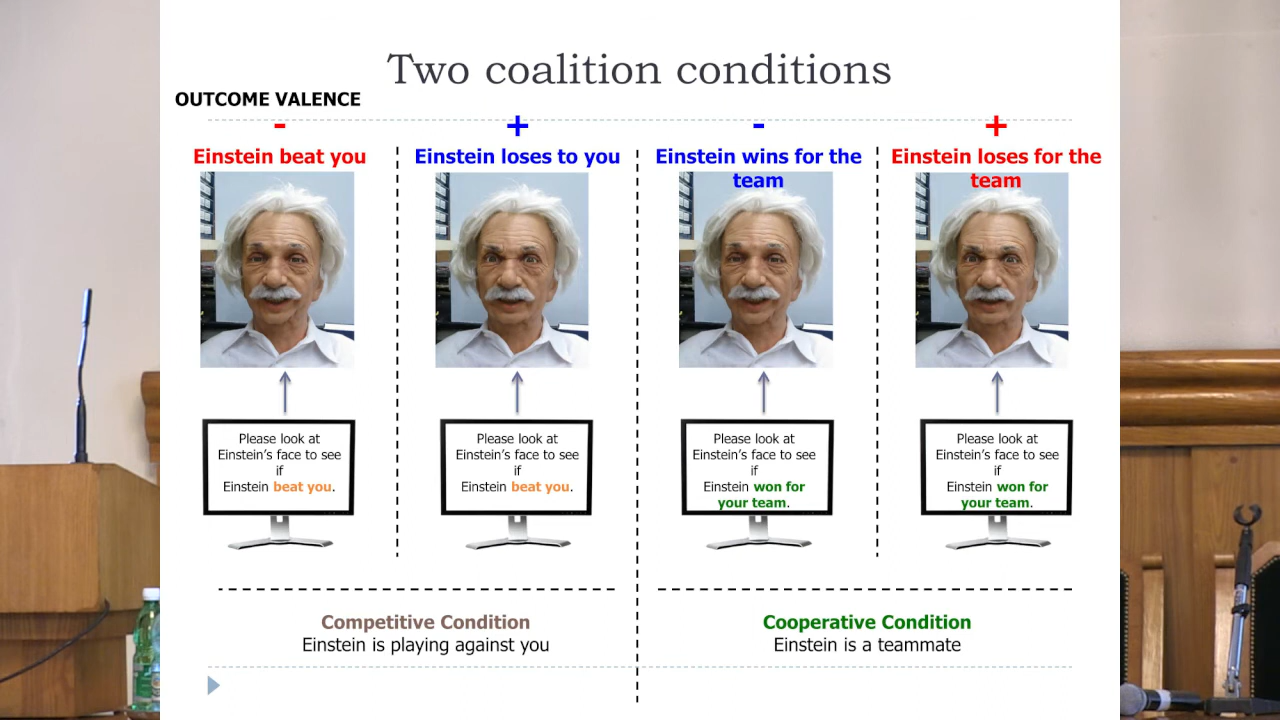 Two coalition conditions
OUTCOME VALENCE
-
+
-
+
Einstein beat you
Einstein loses to you
Einstein wins for the
team
Einstein loses for the
team
Please look at
Einstein's face to see
if
Einstein beat you.
Please look at
Einstein's face to see
if
Einstein beat you.
Please look at
Einstein's face to see
if
Einstein won for
your team.
Please look at
Einstein's face to see
if
Einstein won for
your team.
Competitive Condition
Einstein is playing against you
Cooperative Condition
Einstein is a teammate